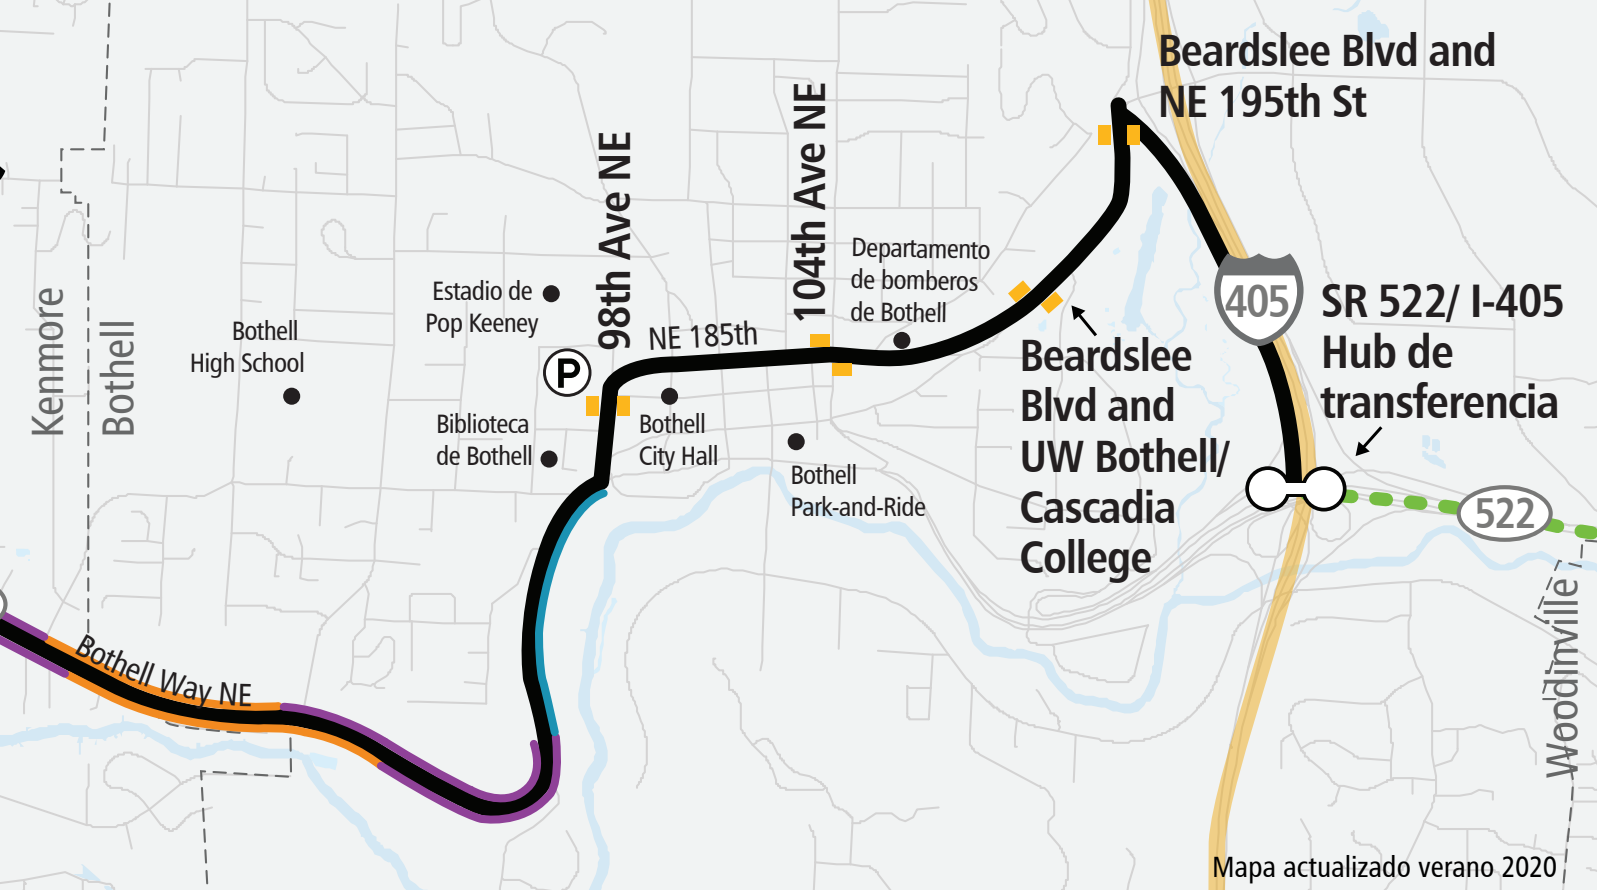 Beardslee Blvd and
NE 195th St
98th Ave NE
104th Ave NE
Departamento
de bomberos
de Bothell
Estadio de
Pop Keeney
NE 185th
Bothell
High School
Kenmore
Bothell
P
Biblioteca
de Bothell
Bothell
City Hall
Bothell
Park-and-Ride
Beardslee
Blvd and
UW Bothell/
Cascadia
College
405
SR 522/ I-405
Hub de
transferencia
522
Woodinville
Bothell Way NE
Mapa actualizado verano 2020